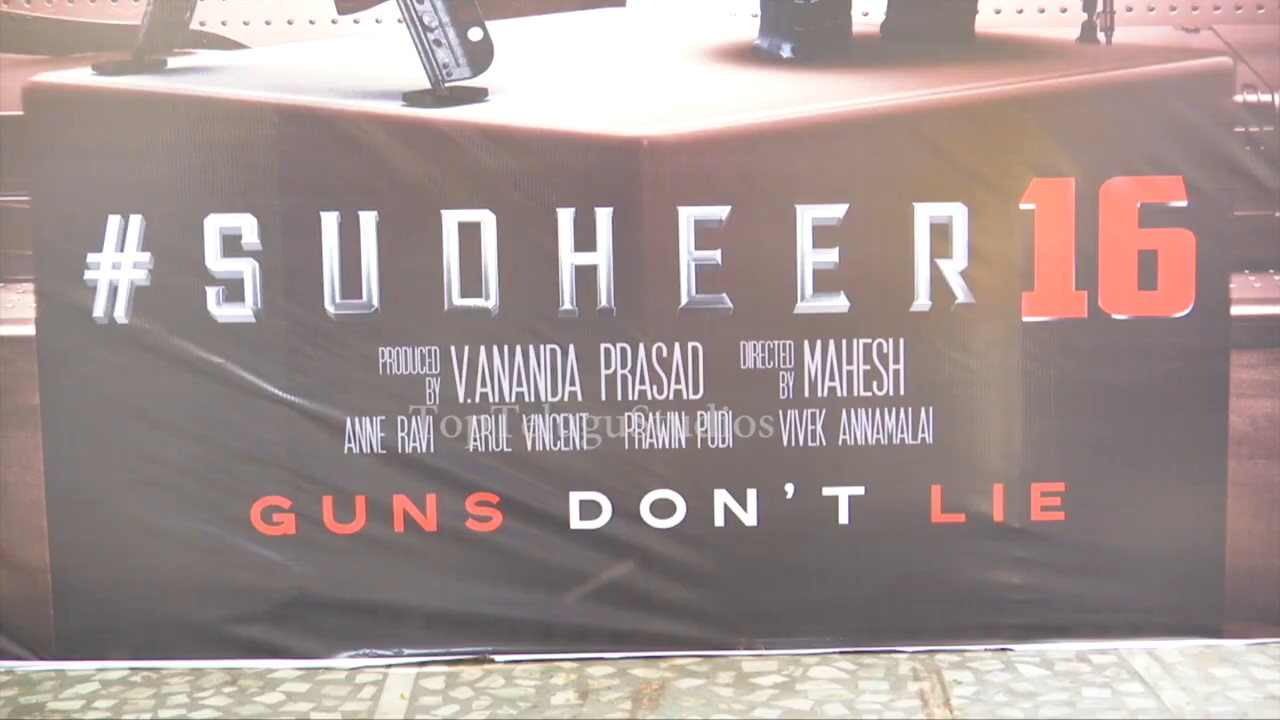 #SUDHEER16
PRODUCED BY V.ANANDA PRASAD DIRECTED BY MAHESH
ANNE RAVI ARUL VINCENT PRAWIN PUDI VIVEK ANNAMALAI
TopTeluguStudios
GUNS DON'T LIE